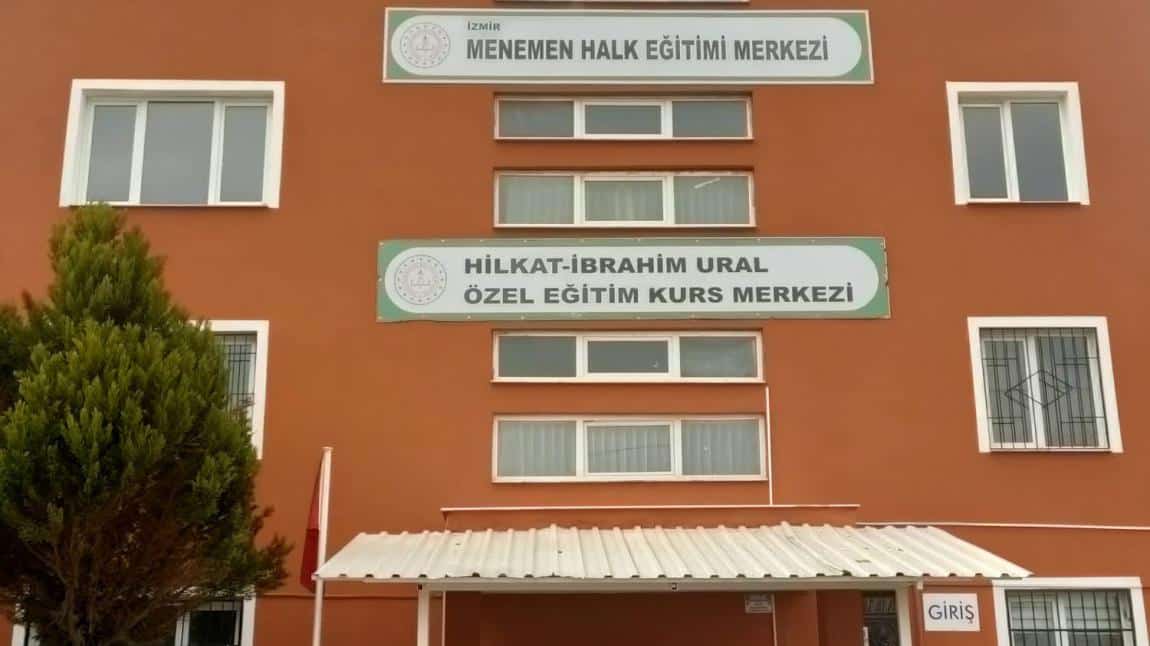 İZMİR
MENEMEN HALK EĞİTİMİ MERKEZİ
HİLKAT-İBRAHİM URAL
ÖZEL EĞİTİM KURS MERKEZİ
GİRİŞ